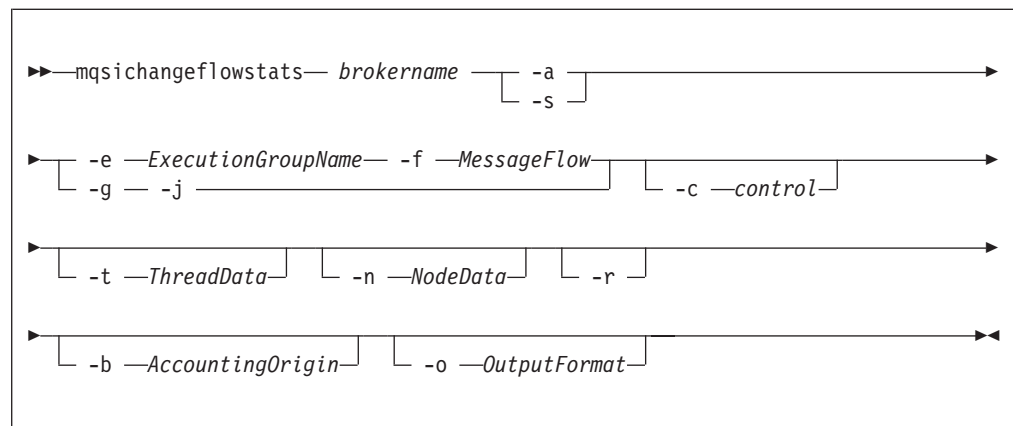 mqsichangeflowstats brokername -a
-s
-e ExecutionGroupName -f MessageFlow
-g -j -c control
-t ThreadData -n NodeData -r
-b AccountingOrigin -o OutputFormat